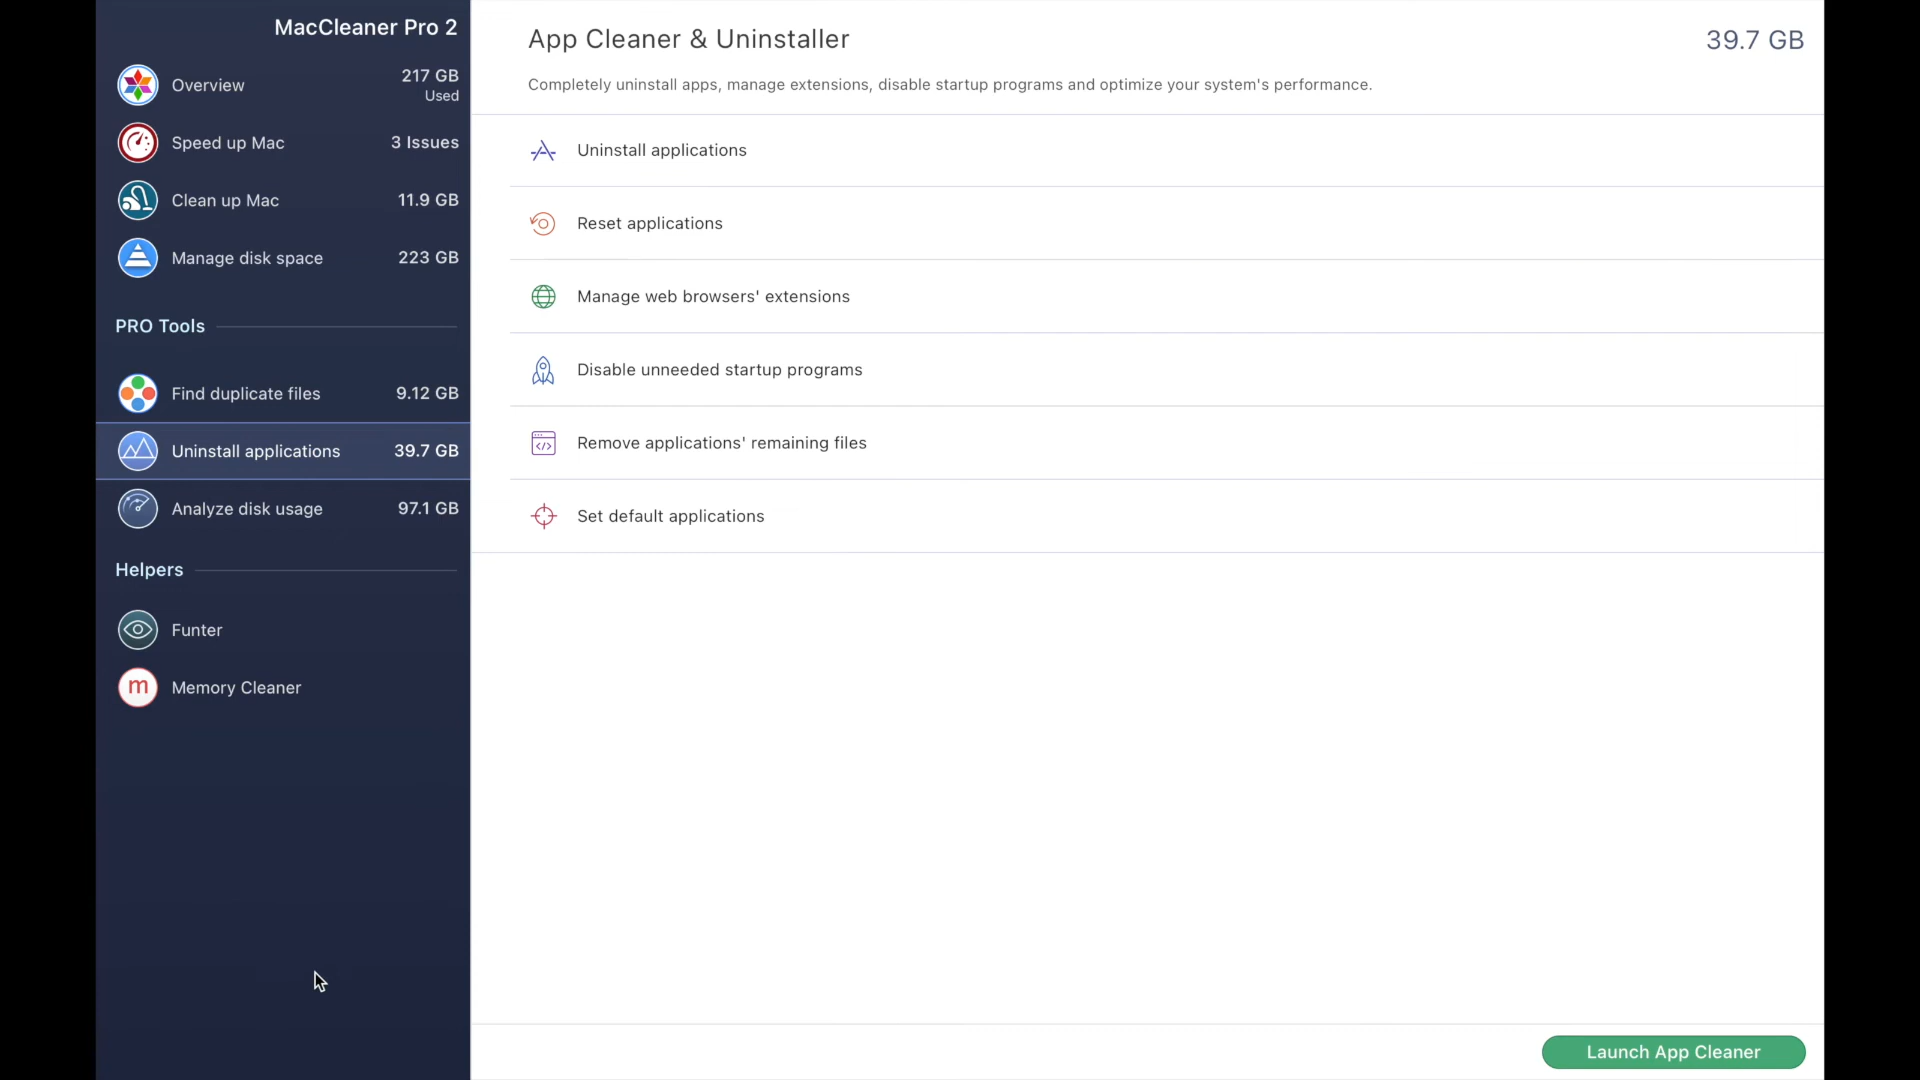 MacCleaner Pro 2
Overview
217 GB
Used
Speed up Mac
3 Issues
Clean up Mac
11.9 GB
Manage disk space
223 GB
PRO Tools
Find duplicate files
9.12 GB
Uninstall applications
39.7 GB
Analyze disk usage
97.1 GB
Helpers
Funter
m
Memory Cleaner
App Cleaner & Uninstaller
39.7 GB
Completely uninstall apps, manage extensions, disable startup programs and optimize your system's performance.
Uninstall applications
Reset applications
Manage web browsers' extensions
Disable unneeded startup programs
Remove applications' remaining files
Set default applications
Launch App Cleaner